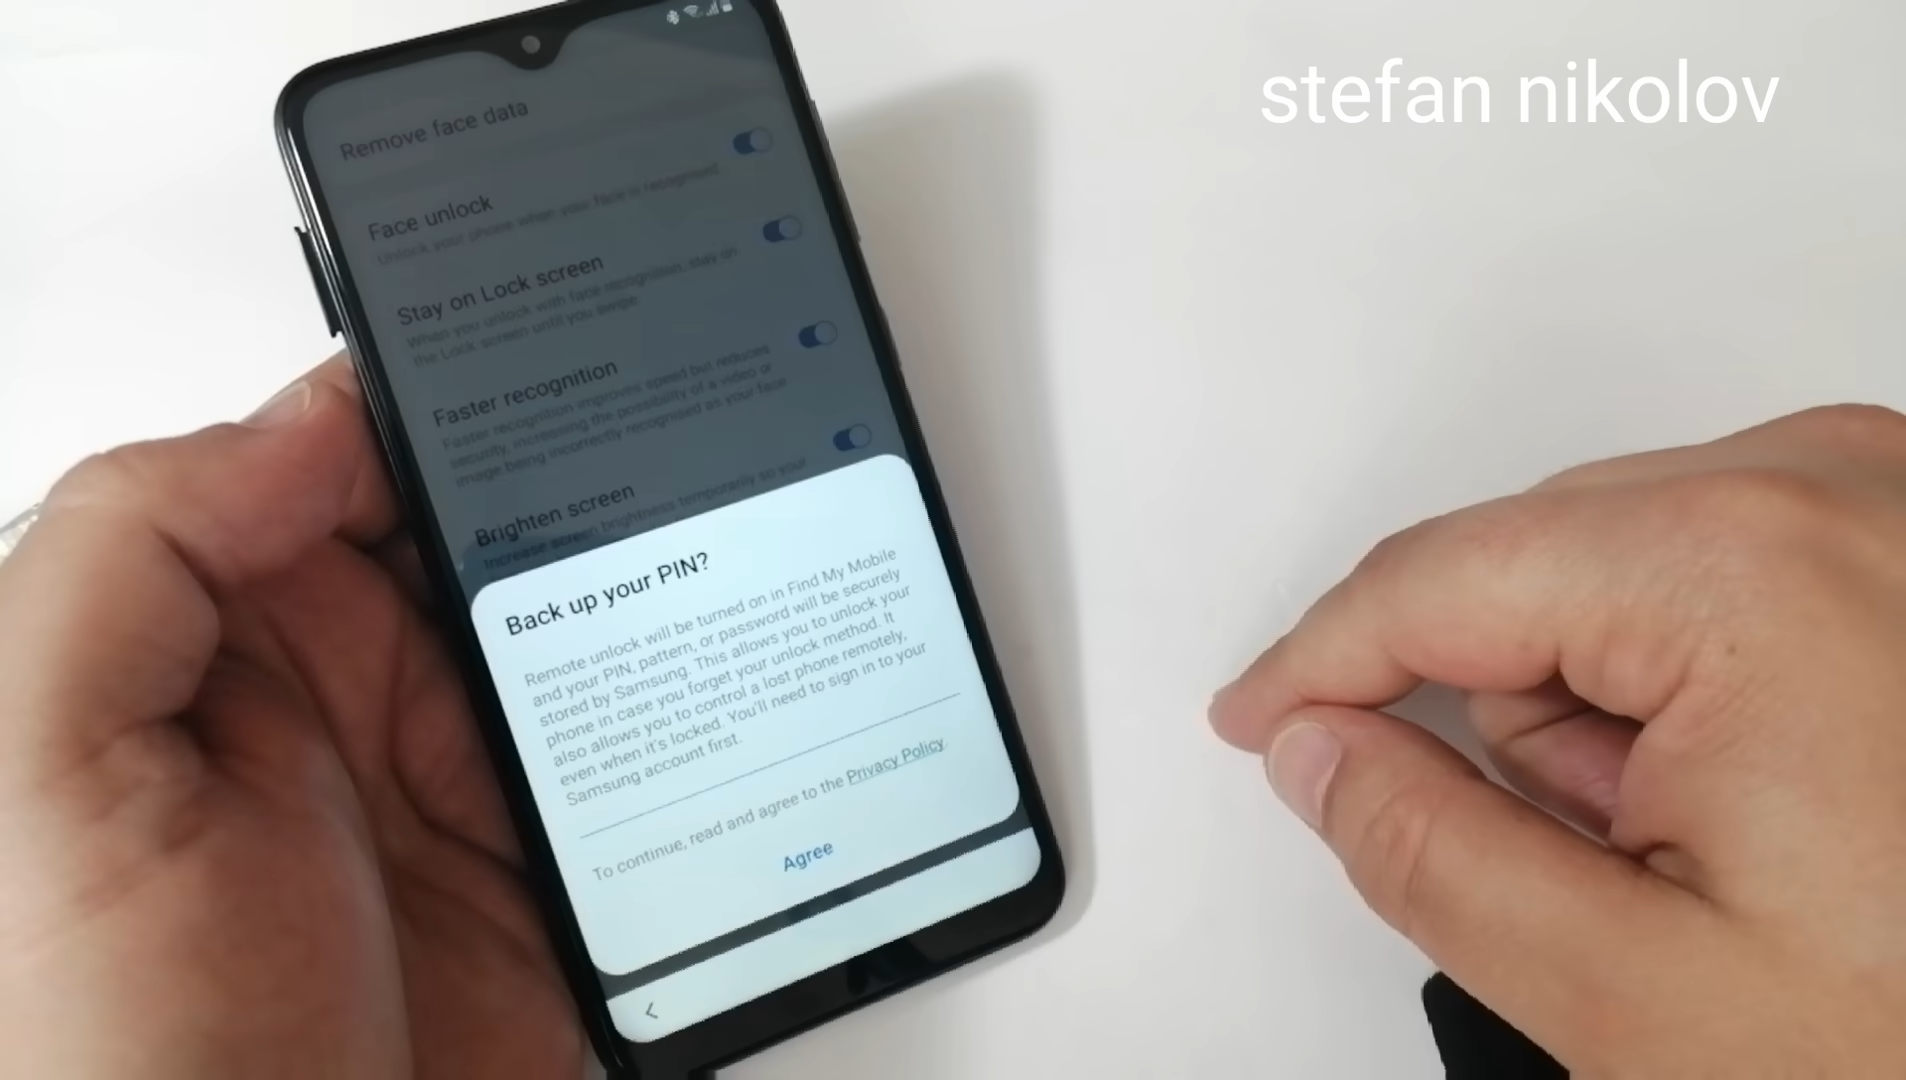 stefan nikolov
Remove face data
Face unlock
Unlock your phone when your face is recognised
Stay on Lock screen
When you unlock with face recognition, stay on
the Lock screen until you swipe
Faster recognition
Faster recognition improves speed but reduces
security, increasing the possibility of a video or
image being incorrectly recognised as your face
Brighten screen
Increase screen brightness temporarily so your
Back up your PIN?
Remote unlock will be turned on in Find My Mobile
and your PIN, pattern, or password will be securely
stored by Samsung. This allows you to unlock your
phone in case you forget your unlock method. It
also allows you to control a lost phone remotely,
even when it's locked. You'll need to sign in to your
Samsung account first.
To continue, read and agree to the Privacy Policy
Agree